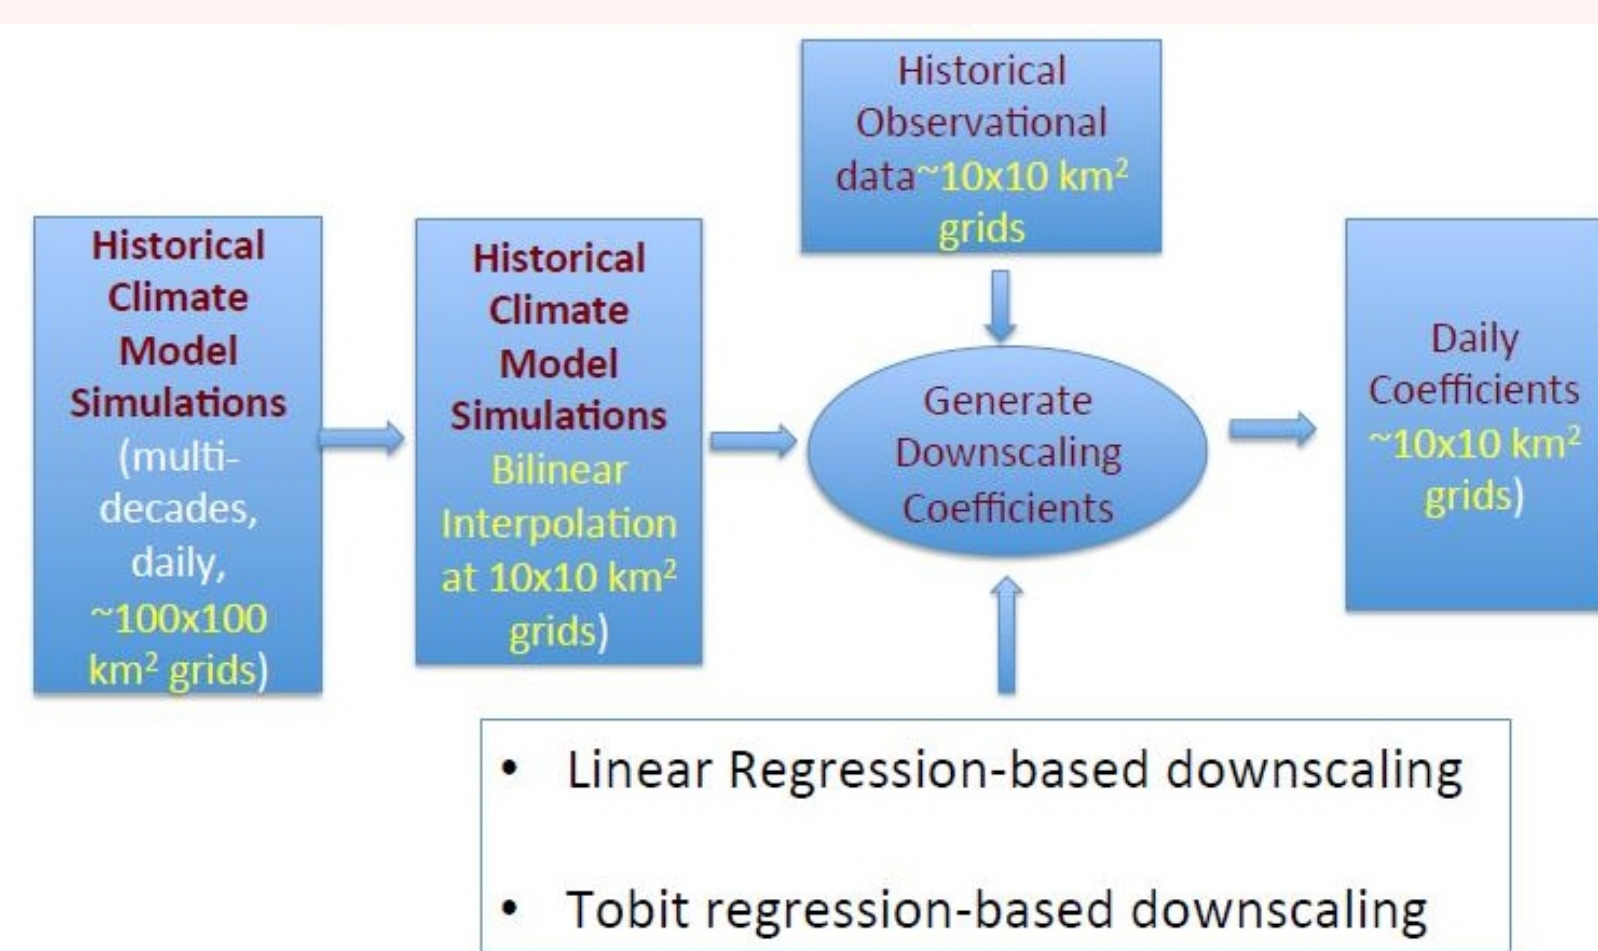 Historical
Climate
Model
Simulations
(multi-
decades,
daily,
~100x100
km² grids)
Historical
Climate
Model
Simulations
Bilinear
Interpolation
at 10x10 km²
grids)
Historical
Observational
data~10x10 km²
grids
Generate
Downscaling
Coefficients
Daily
Coefficients
~10x10 km²
grids)
• Linear Regression-based downscaling
• Tobit regression-based downscaling